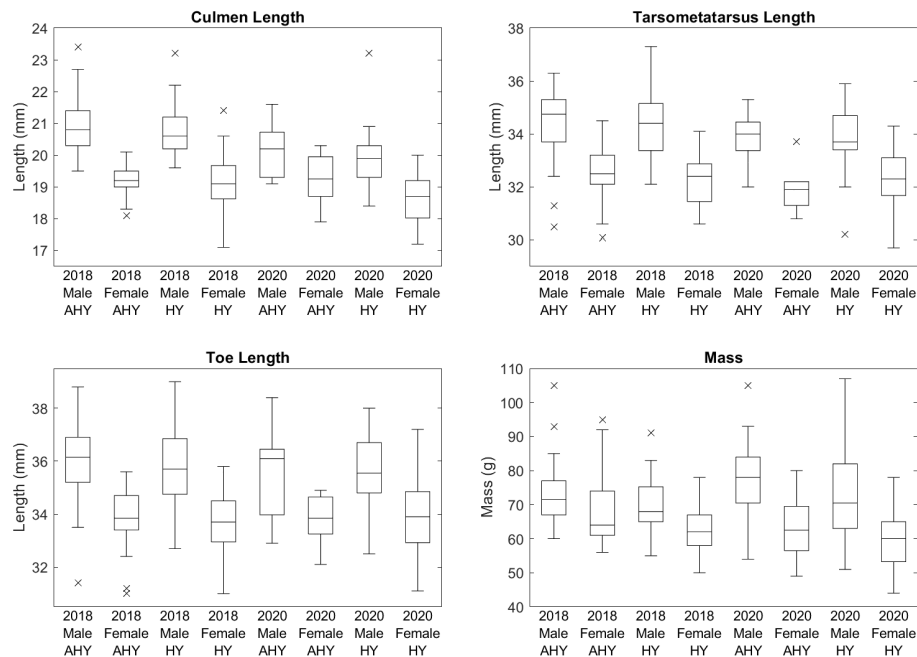 Culmen Length
24
23
22
21
20
19
18
17
Length (mm)
2018 2018 2018 2018 2020 2020 2020 2020
Male Female Male Female Male Female Male Female
AHY AHY HY HY AHY AHY HY HY
Tarsometatarsus Length
38
36
34
32
30
Length (mm)
2018 2018 2018 2018 2020 2020 2020 2020
Male Female Male Female Male Female Male Female
AHY AHY HY HY AHY AHY HY HY
Toe Length
38
36
34
32
Length (mm)
2018 2018 2018 2018 2020 2020 2020 2020
Male Female Male Female Male Female Male Female
AHY AHY HY HY AHY AHY HY HY
Mass
110
100
90
80
70
60
50
40
Mass (g)
2018 2018 2018 2018 2020 2020 2020 2020
Male Female Male Female Male Female Male Female
AHY AHY HY HY AHY AHY HY HY